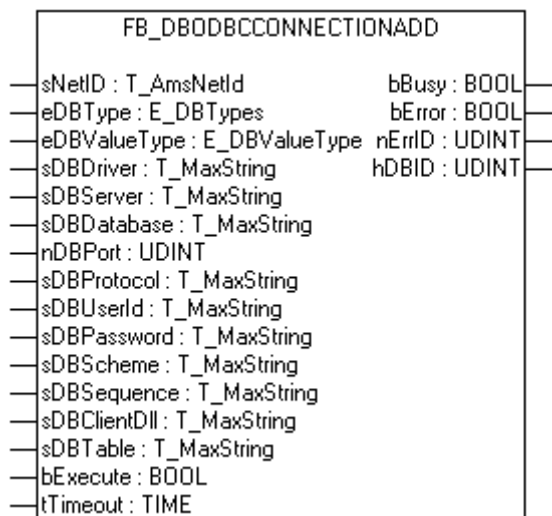 FB_DBODBCCONNECTIONADD
sNetID : T_AmsNetId bBusy : BOOL
eDBType : E_DBTypes bError : BOOL
eDBValueType : E_DBValueType nErrID : UDINT
sDBDriver : T_MaxString hDBID : UDINT
sDBServer : T_MaxString
sDBDatabase : T_MaxString
nDBPort : UDINT
sDBProtocol : T_MaxString
sDBUserId : T_MaxString
sDBPassword : T_MaxString
sDBScheme : T_MaxString
sDBSequence : T_MaxString
sDBClientDll : T_MaxString
sDBTable : T_MaxString
bExecute : BOOL
tTimeout : TIME